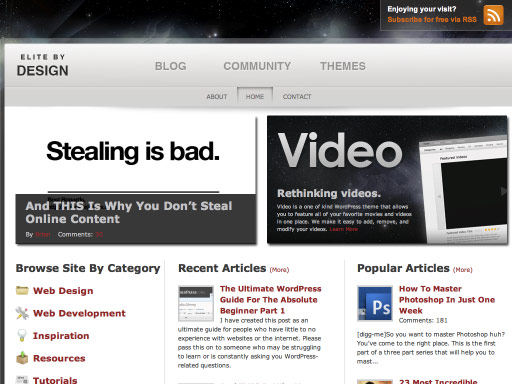 Enjoying your visit?
Subscribe for free via RSS
ELITE BY
DESIGN
BLOG COMMUNITY THEMES
ABOUT HOME CONTACT
Stealing is bad.
And THIS Is Why You Don't Steal
Online Content
By Comments:
Video
Rethinking videos.
Video is a one of kind WordPress theme that allows
you to feature all of your favorite movies and videos
in one place. We make it easy to add, remove, and
modify your videos. Learn More
Featured Videos
Browse Site By Category
Web Design
Web Development
Inspiration
Resources
Tutorials
Recent Articles (More)
The Ultimate WordPress
Guide For The Absolute
Beginner Part 1
I have created this post as an
ultimate guide for people who have little to no
experience with websites or the internet. Please
pass this on to someone who may be struggling
to learn or is constantly asking you WordPress-
related questions.
Popular Articles (More)
Ps
How To Master
Photoshop In Just One
Week
Comments: 181
[digg-me]So you want to master Photoshop huh?
You've come to the right place. This is the first
part of a three part series that will help you to
mast...
23 Most Incredible